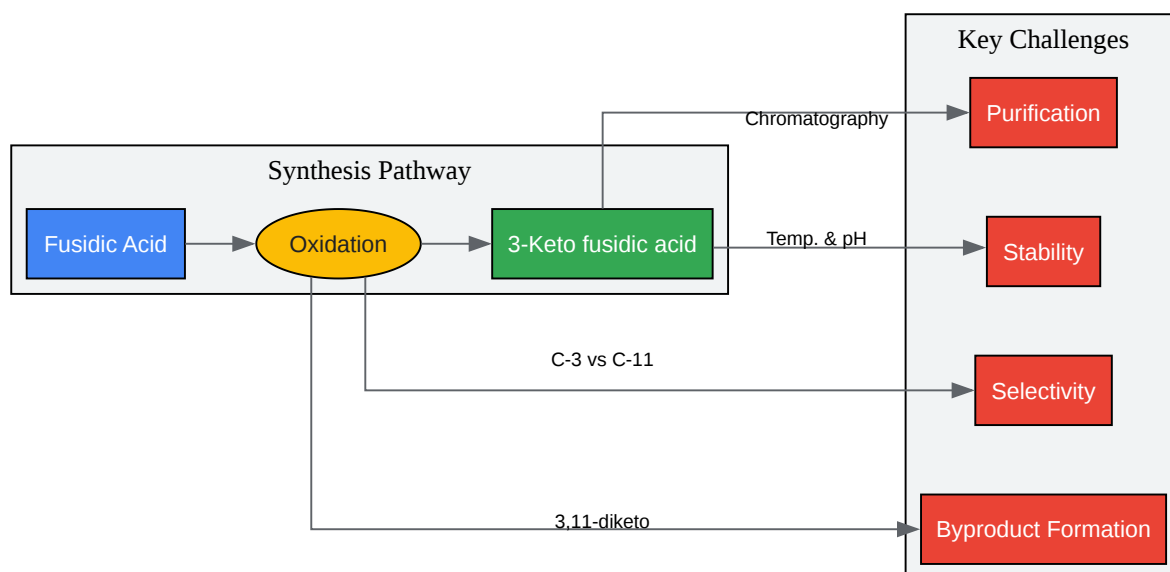 Key Challenges
Purification
Chromatography
Synthesis Pathway
Fusidic Acid
Oxidation
3-Keto fusidic acid
Temp. & pH
Stability
C-3 vs C-11
Selectivity
3,11-diketo
Byproduct Formation